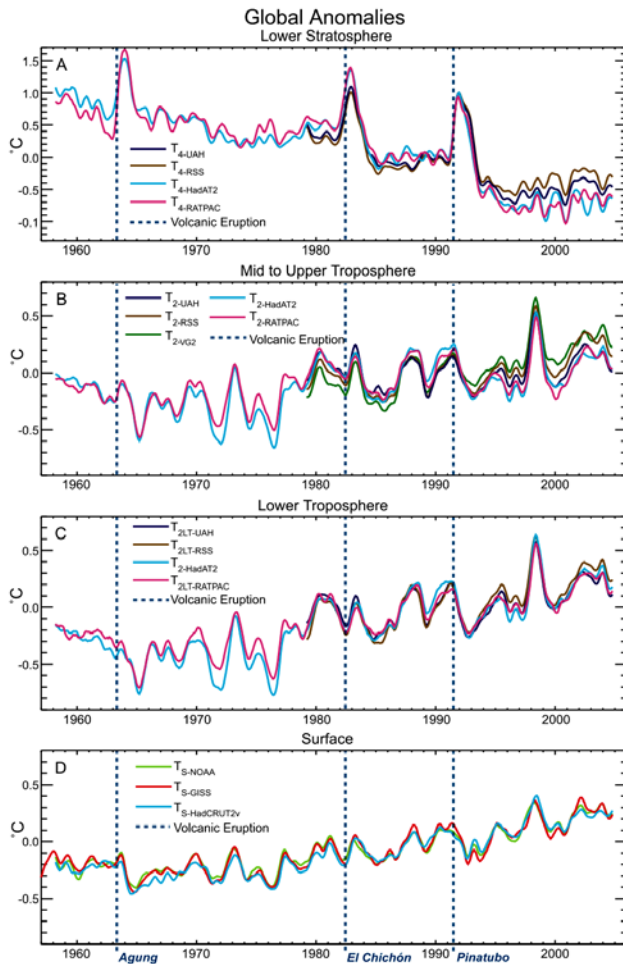 Global Anomalies
Lower Stratosphere
A
1.5
1.0
0.5
0.0
-0.5
-0.1
°C
T4-UAH
T4-RSS
T4-HadAT2
T4-RATPAC
Volcanic Eruption
1960 1970 1980 1990 2000
Mid to Upper Troposphere
B
0.5
0.0
-0.5
°C
T2-UAH T2-HadAT2
T2-RSS T2-RATPAC
T2-VG2 Volcanic Eruption
1960 1970 1980 1990 2000
Lower Troposphere
C
0.5
0.0
-0.5
°C
T2LT-UAH
T2LT-RSS
T2-HadAT2
T2LT-RATPAC
Volcanic Eruption
1960 1970 1980 1990 2000
Surface
D
0.5
0.0
-0.5
°C
TS-NOAA
TS-GISS
TS-HadCRUT2v
Volcanic Eruption
1960 1970 1980 1990 2000
Agung El Chichón Pinatubo